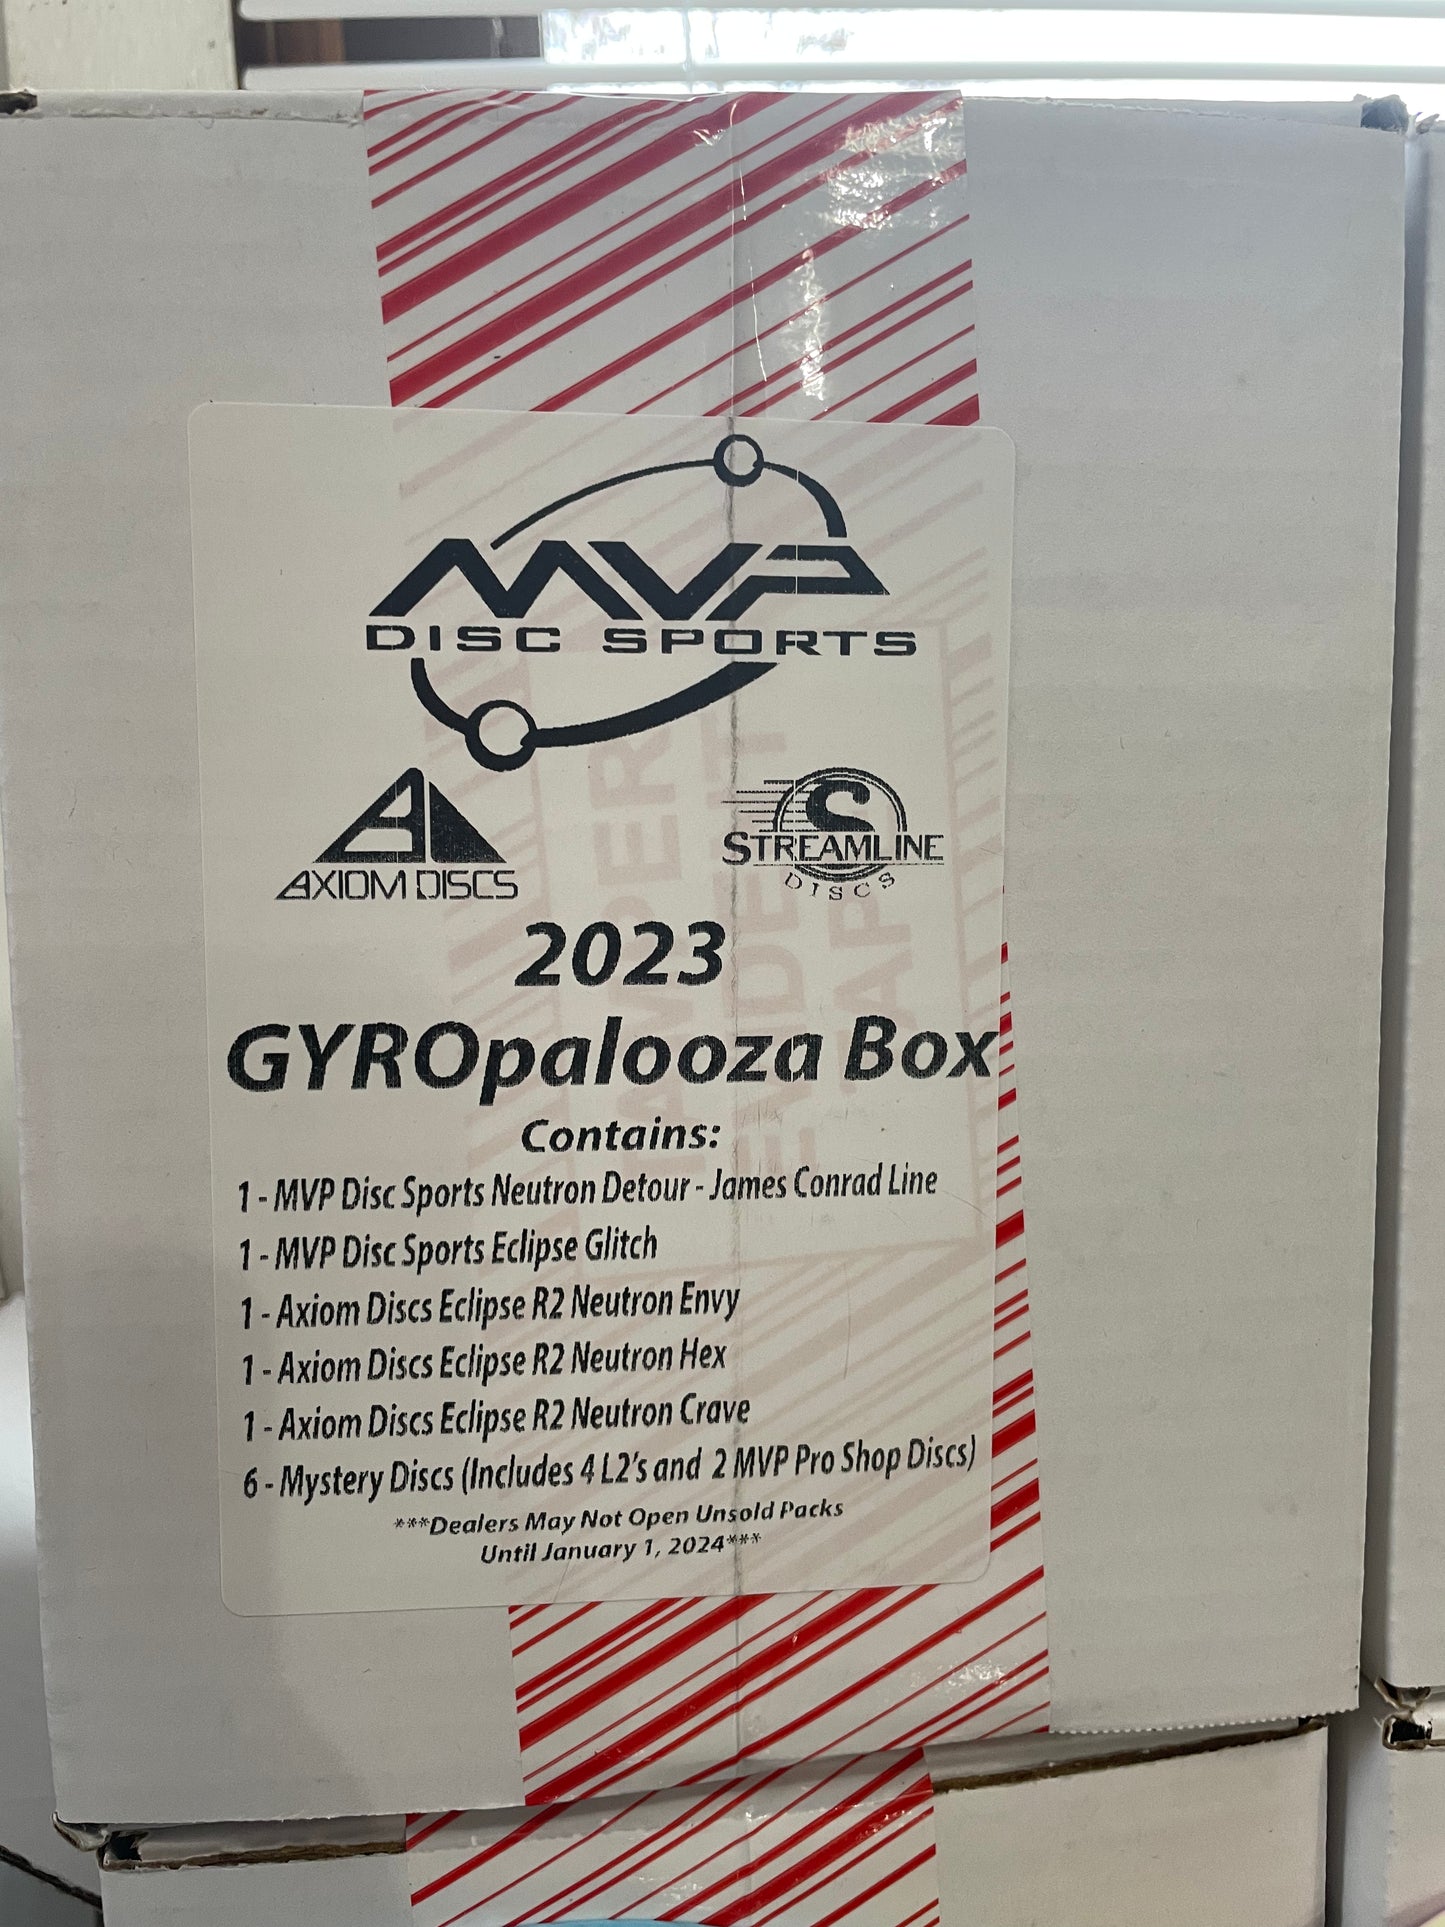 MVP
DISC SPORTS
AXIOM DISCS
S
STREAMLINE
DISCS
2023
GYROpalooza Box
Contains:
1 - MVP Disc Sports Neutron Detour - James Conrad Line
1 - MVP Disc Sports Eclipse Glitch
1 - Axiom Discs Eclipse R2 Neutron Envy
1 - Axiom Discs Eclipse R2 Neutron Hex
1 - Axiom Discs Eclipse R2 Neutron Crave
6 - Mystery Discs (Includes 4 L2's and 2 MVP Pro Shop Discs)
***Dealers May Not Open Unsold Packs
Until January 1, 2024***